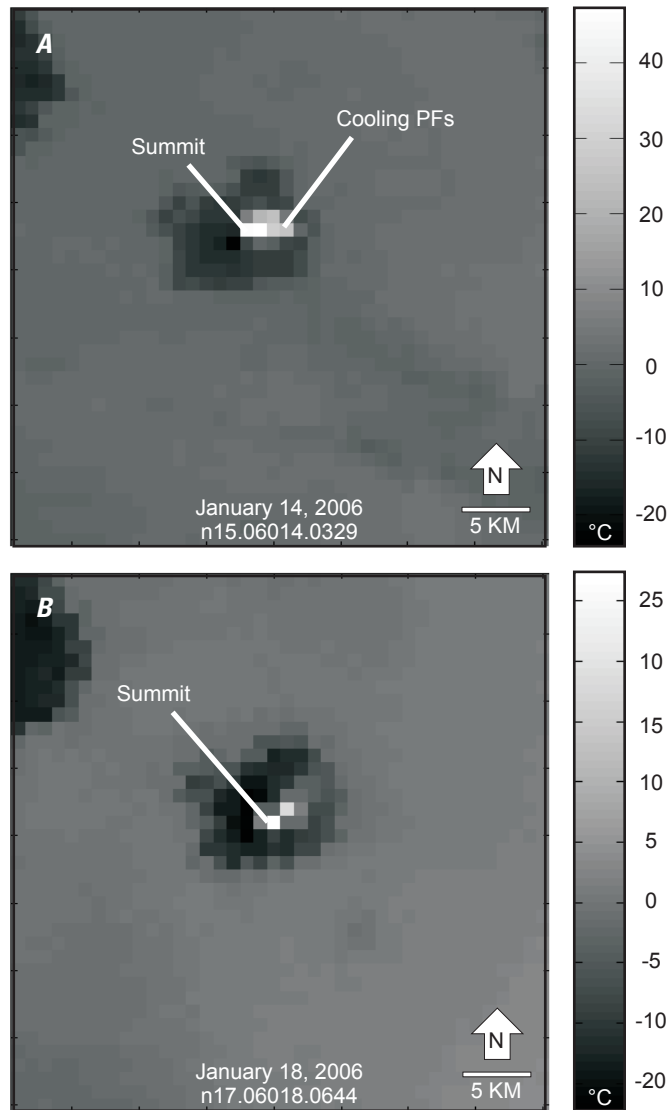 A
Summit
Cooling PFs
January 14, 2006
n15.06014.0329
N
5 KM
40
30
20
10
0
-10
-20
°C
B
Summit
January 18, 2006
n17.06018.0644
N
5 KM
25
10
15
10
5
0
-5
-10
-20
°C